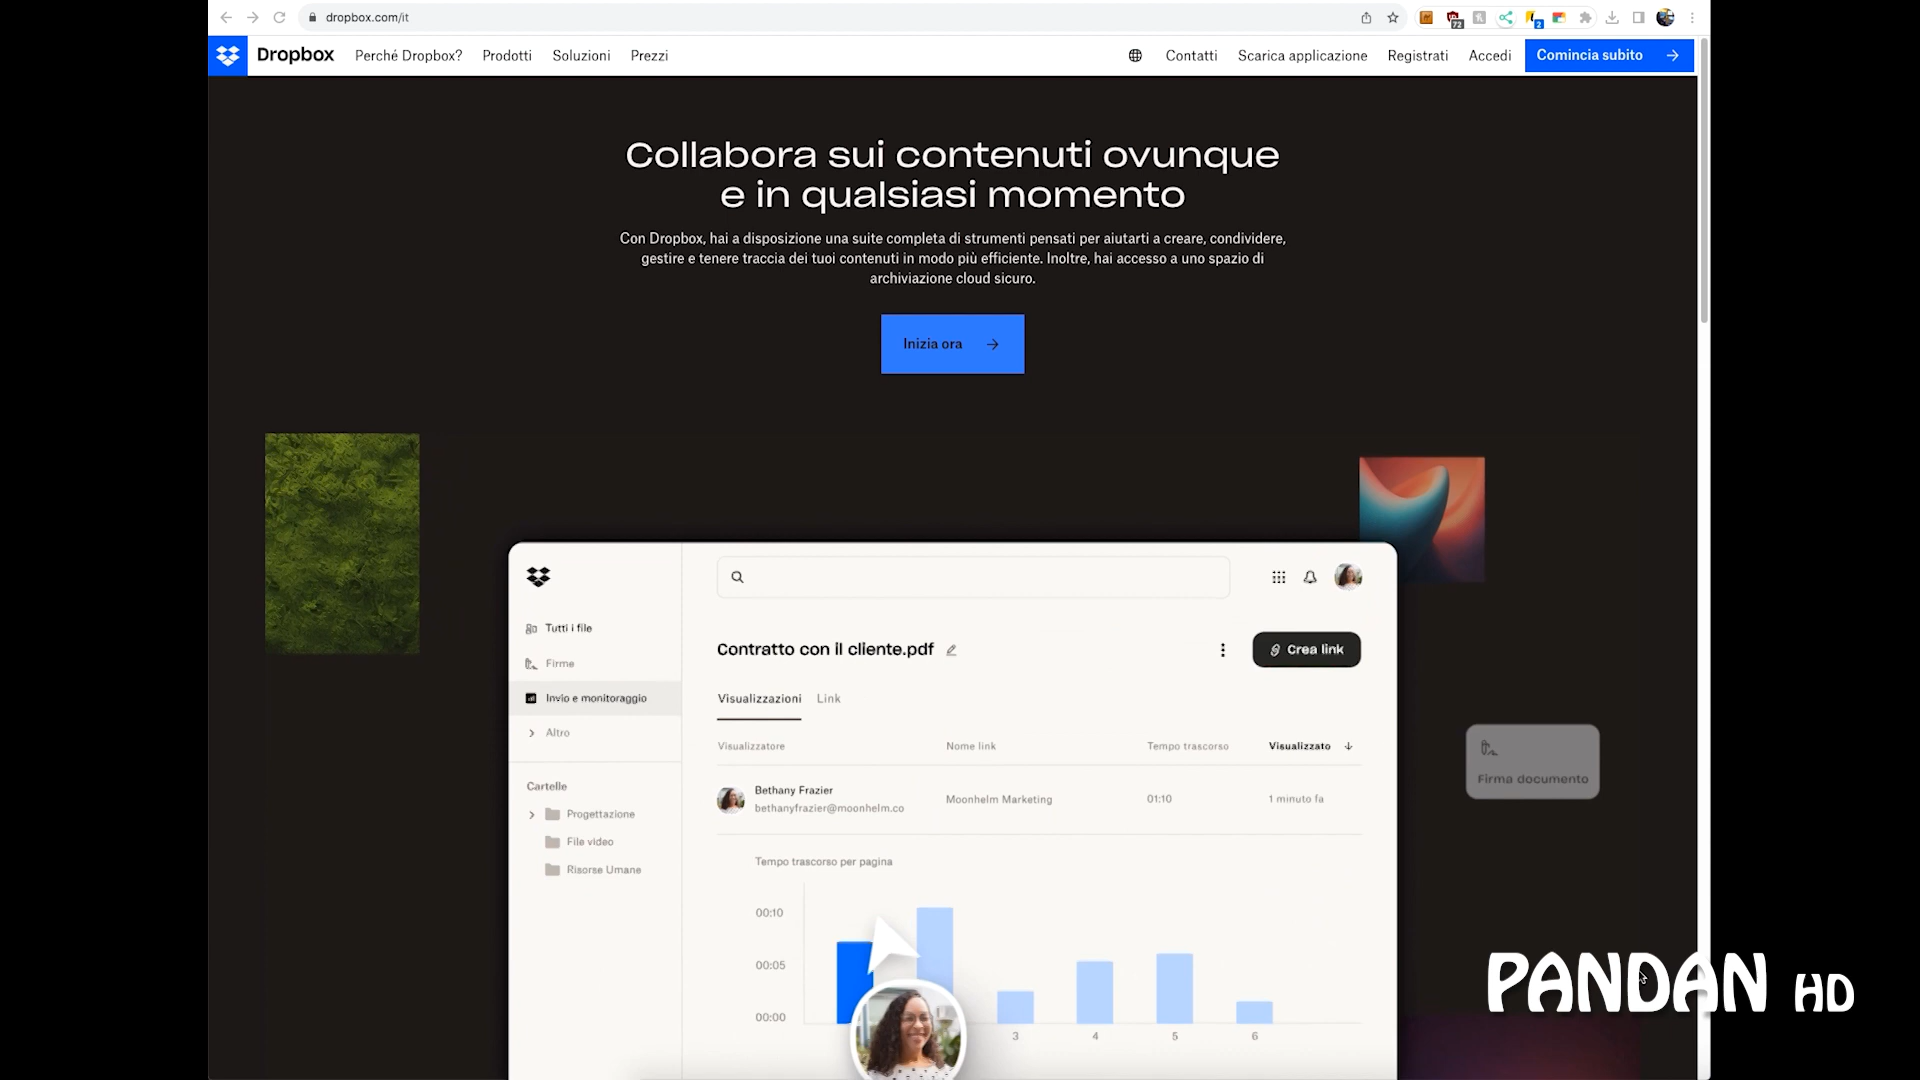 dropbox.com/it
72
2
Dropbox Perché Dropbox? Prodotti Soluzioni Prezzi Contatti Scarica applicazione Registrati Accedi Comincia subito
Collabora sui contenuti ovunque
e in qualsiasi momento
Con Dropbox, hai a disposizione una suite completa di strumenti pensati per aiutarti a creare, condividere,
gestire e tenere traccia dei tuoi contenuti in modo più efficiente. Inoltre, hai accesso a uno spazio di
archiviazione cloud sicuro.
Inizia ora
Tutti i file
Firme
Invio e monitoraggio
Altro
Cartelle
Progettazione
File video
Risorse Umane
Contratto con il cliente.pdf
Crea link
Visualizzazioni Link
Visualizzatore Nome link Tempo trascorso Visualizzato
Bethany Frazier
bethanyfrazier@moonhelm.co
Moonhelm Marketing 01:10 1 minuto fa
Tempo trascorso per pagina
00:10
00:05
00:00
3 4 5 6
Firma documento
PANDAN HD